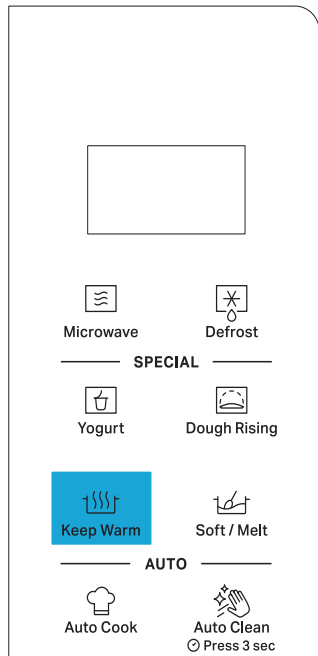 Microwave Defrost
SPECIAL
Yogurt Dough Rising
Keep Warm Soft / Melt
AUTO
Auto Cook Auto Clean
Press 3 sec